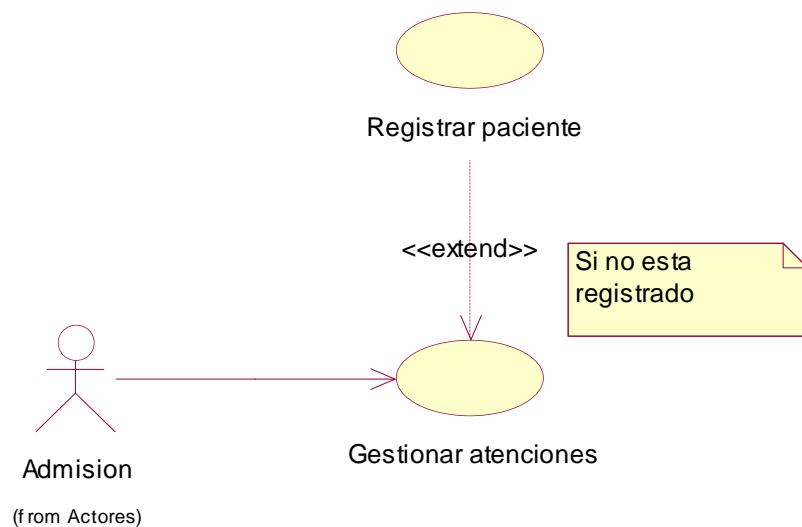 Registrar paciente
<<extend>>
Si no esta
registrado
Gestionar atenciones
Admision
(from Actores)